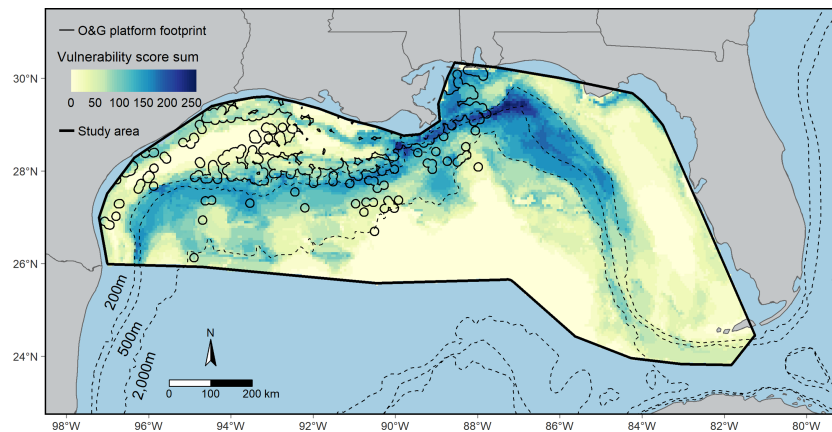 O&G platform footprint
Vulnerability score sum
0 50 100 150 200 250
Study area
30°N
28°N
26°N
24°N
200m
500m
2,000m
N
0 100 200 km
98°W 96°W 94°W 92°W 90°W 88°W 86°W 84°W 82°W 80°W